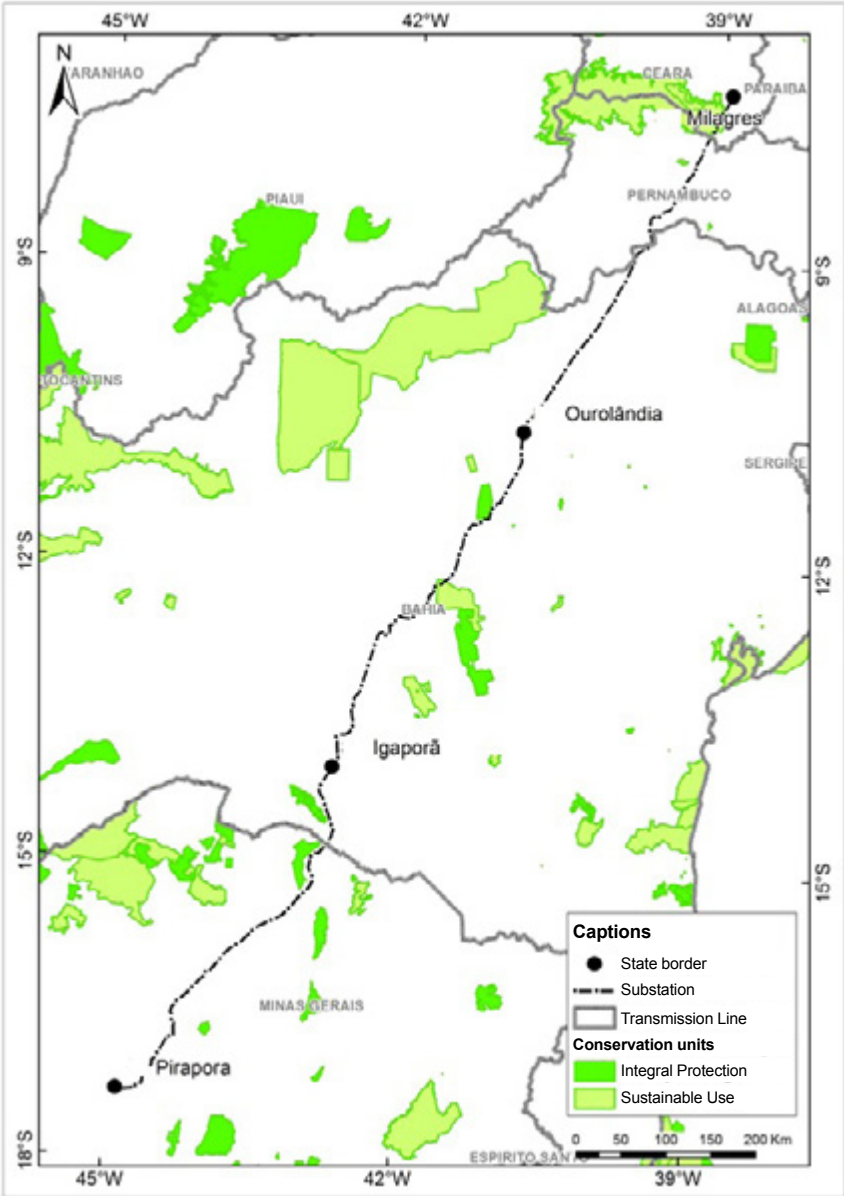 45°W 42°W 39°W
N
ARANHAO
CEARA
PARAIBA
Milagres
PERNAMBUCO
PIAUI
9°S
9°S
ALAGOAS
TOCANTINS
Ourolândia
SERGIPE
12°S
12°S
BAHIA
Igaporã
15°S
15°S
Captions
State border
Substation
Transmission Line
Conservation units
Integral Protection
Sustainable Use
0 50 100 150 200 Km
MINAS GERAIS
Pirapora
18°S
ESPIRITO SANTO
45°W 42°W 39°W